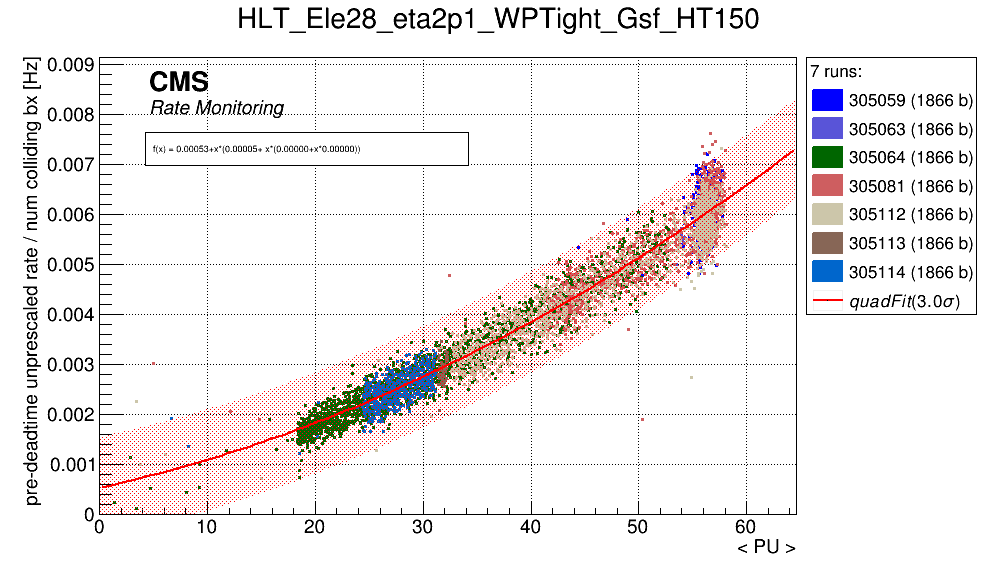 HLT_Ele28_eta2p1_WPTight_Gsf_HT150
pre-deadtime unprescaled rate / num colliding bx [Hz]
0.009
0.008
0.007
0.006
0.005
0.004
0.003
0.002
0.001
0
CMS
Rate Monitoring
f(x) = 0.00053+x*(0.00005+ x*(0.00000+x*0.00000))
0 10 20 30 40 50 60
< PU >
7 runs:
305059 (1866 b)
305063 (1866 b)
305064 (1866 b)
305081 (1866 b)
305112 (1866 b)
305113 (1866 b)
305114 (1866 b)
quadFit(3.0σ)